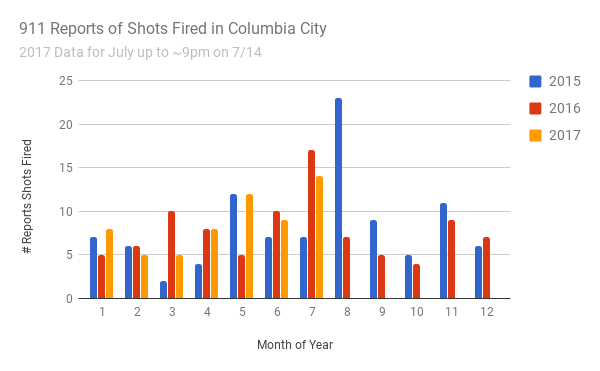 911 Reports of Shots Fired in Columbia City
2017 Data for July up to ~9pm on 7/14
# Reports Shots Fired
25
20
15
10
5
0
1 2 3 4 5 6 7 8 9 10 11 12
Month of Year
2015
2016
2017